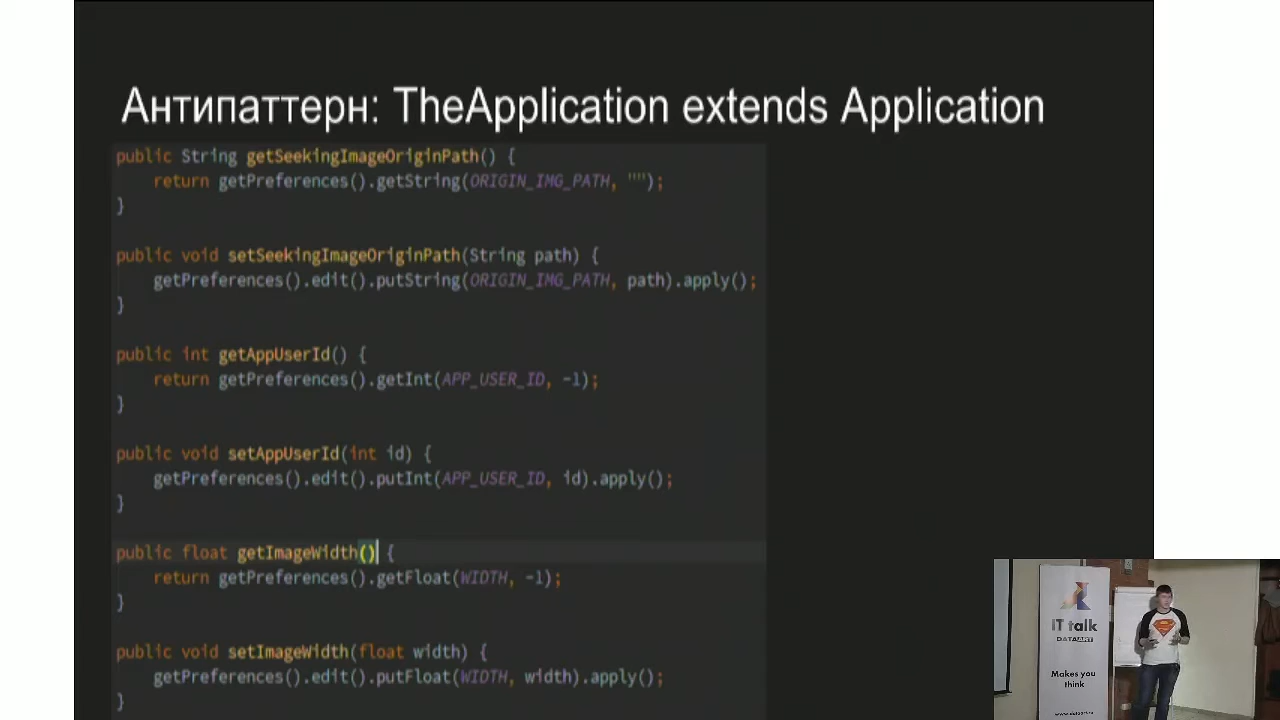 Антипаттерн: TheApplication extends Application
public String getSeekingImageOriginPath() {
return getPreferences().getString(ORIGIN_IMG_PATH, "");
}
public void setSeekingImageOriginPath(String path) {
getPreferences().edit().putString(ORIGIN_IMG_PATH, path).apply();
}
public int getAppUserId() {
return getPreferences().getInt(APP_USER_ID, -1);
}
public void setAppUserId(int id) {
getPreferences().edit().putInt(APP_USER_ID, id).apply();
}
public float getImageWidth() {
return getPreferences().getFloat(WIDTH, -1);
}
public void setImageWidth(float width) {
getPreferences().edit().putFloat(WIDTH, width).apply();
}
IT talk
DATAART
Makes you
think